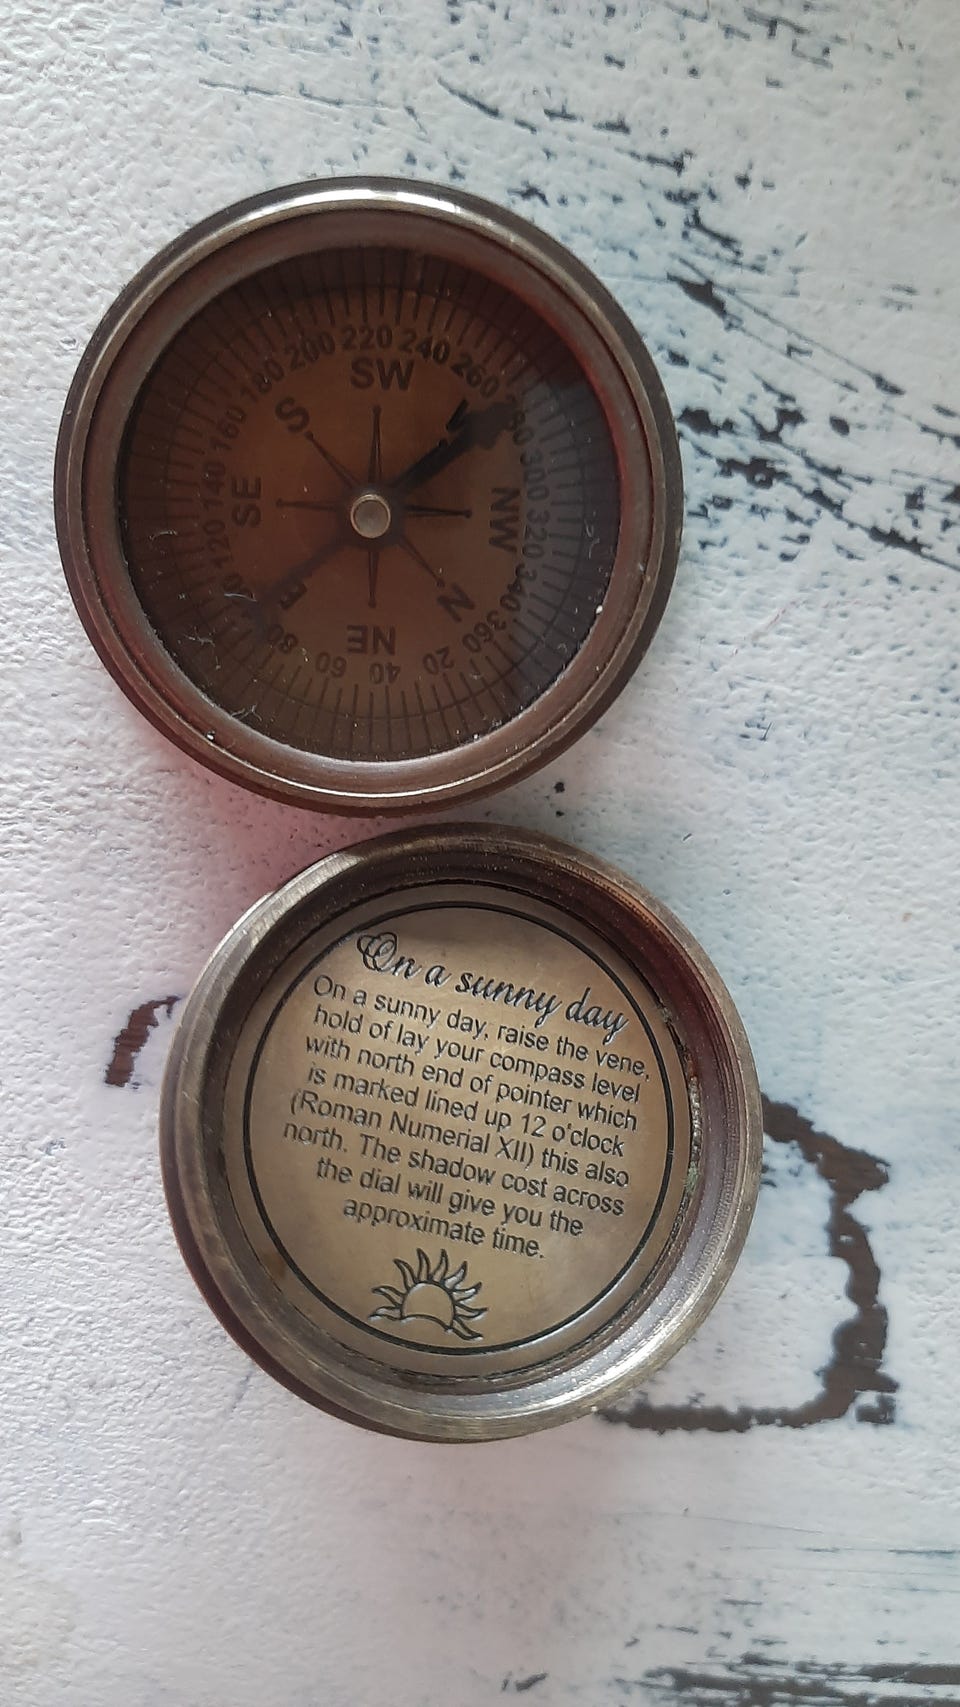 200 220 240
180 260
SW
160 S 280
140 SE 300
120 NW 320
340
E N
80 NE 360
60 40 20
On a sunny day
On a sunny day, raise the vene,
hold of lay your compass level
with north end of pointer which
is marked lined up 12 o'clock
(Roman Numerial XII) this also
north. The shadow cost across
the dial will give you the
approximate time.